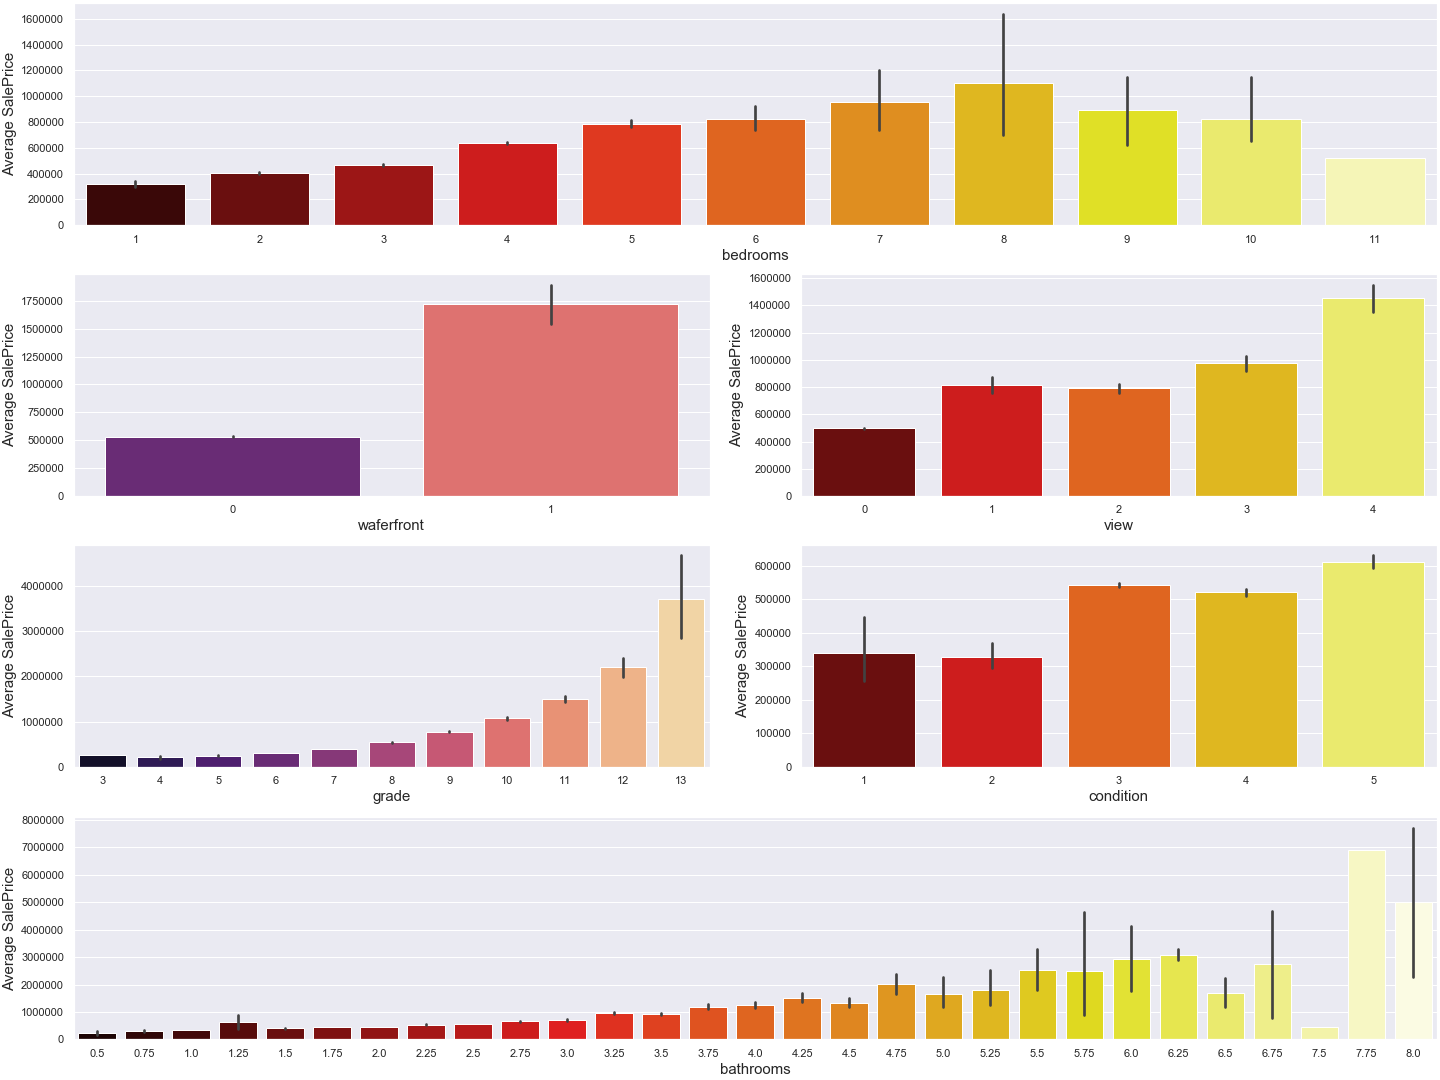 1600000
1400000
1200000
1000000
800000
600000
400000
200000
0
Average SalePrice
1 2 3 4 5 6 7 8 9 10 11
bedrooms
1750000
1500000
1250000
1000000
750000
500000
250000
0
Average SalePrice
0 1
waferfront
1600000
1400000
1200000
1000000
800000
600000
400000
200000
0
Average SalePrice
0 1 2 3 4
view
4000000
3000000
2000000
1000000
0
Average SalePrice
3 4 5 6 7 8 9 10 11 12 13
grade
600000
500000
400000
300000
200000
100000
0
Average SalePrice
1 2 3 4 5
condition
8000000
7000000
6000000
5000000
4000000
3000000
2000000
1000000
0
Average SalePrice
0.5 0.75 1.0 1.25 1.5 1.75 2.0 2.25 2.5 2.75 3.0 3.25 3.5 3.75 4.0 4.25 4.5 4.75 5.0 5.25 5.5 5.75 6.0 6.25 6.5 6.75 7.5 7.75 8.0
bathrooms